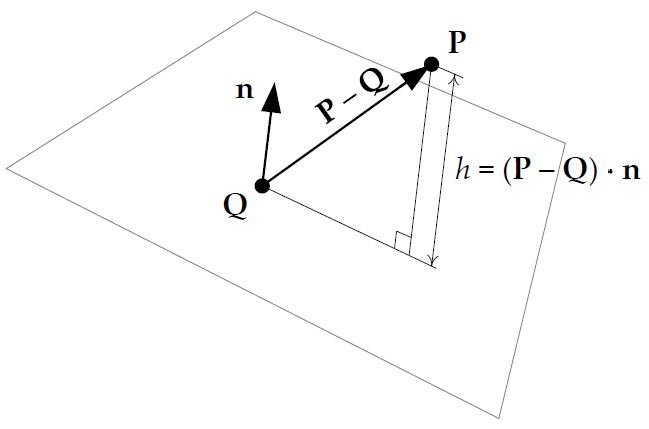 P
n
P – Q
h = (P – Q) · n
Q